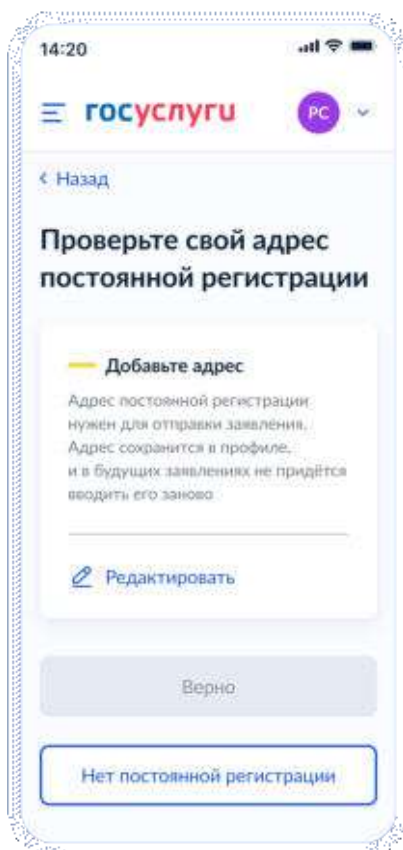 14:20
госуслуги
РС
Назад
Проверьте свой адрес
постоянной регистрации
Добавьте адрес
Адрес постоянной регистрации
нужен для отправки заявления.
Адрес сохранится в профиле,
и в будущих заявлениях не придётся
вводить его заново
Редактировать
Верно
Нет постоянной регистрации